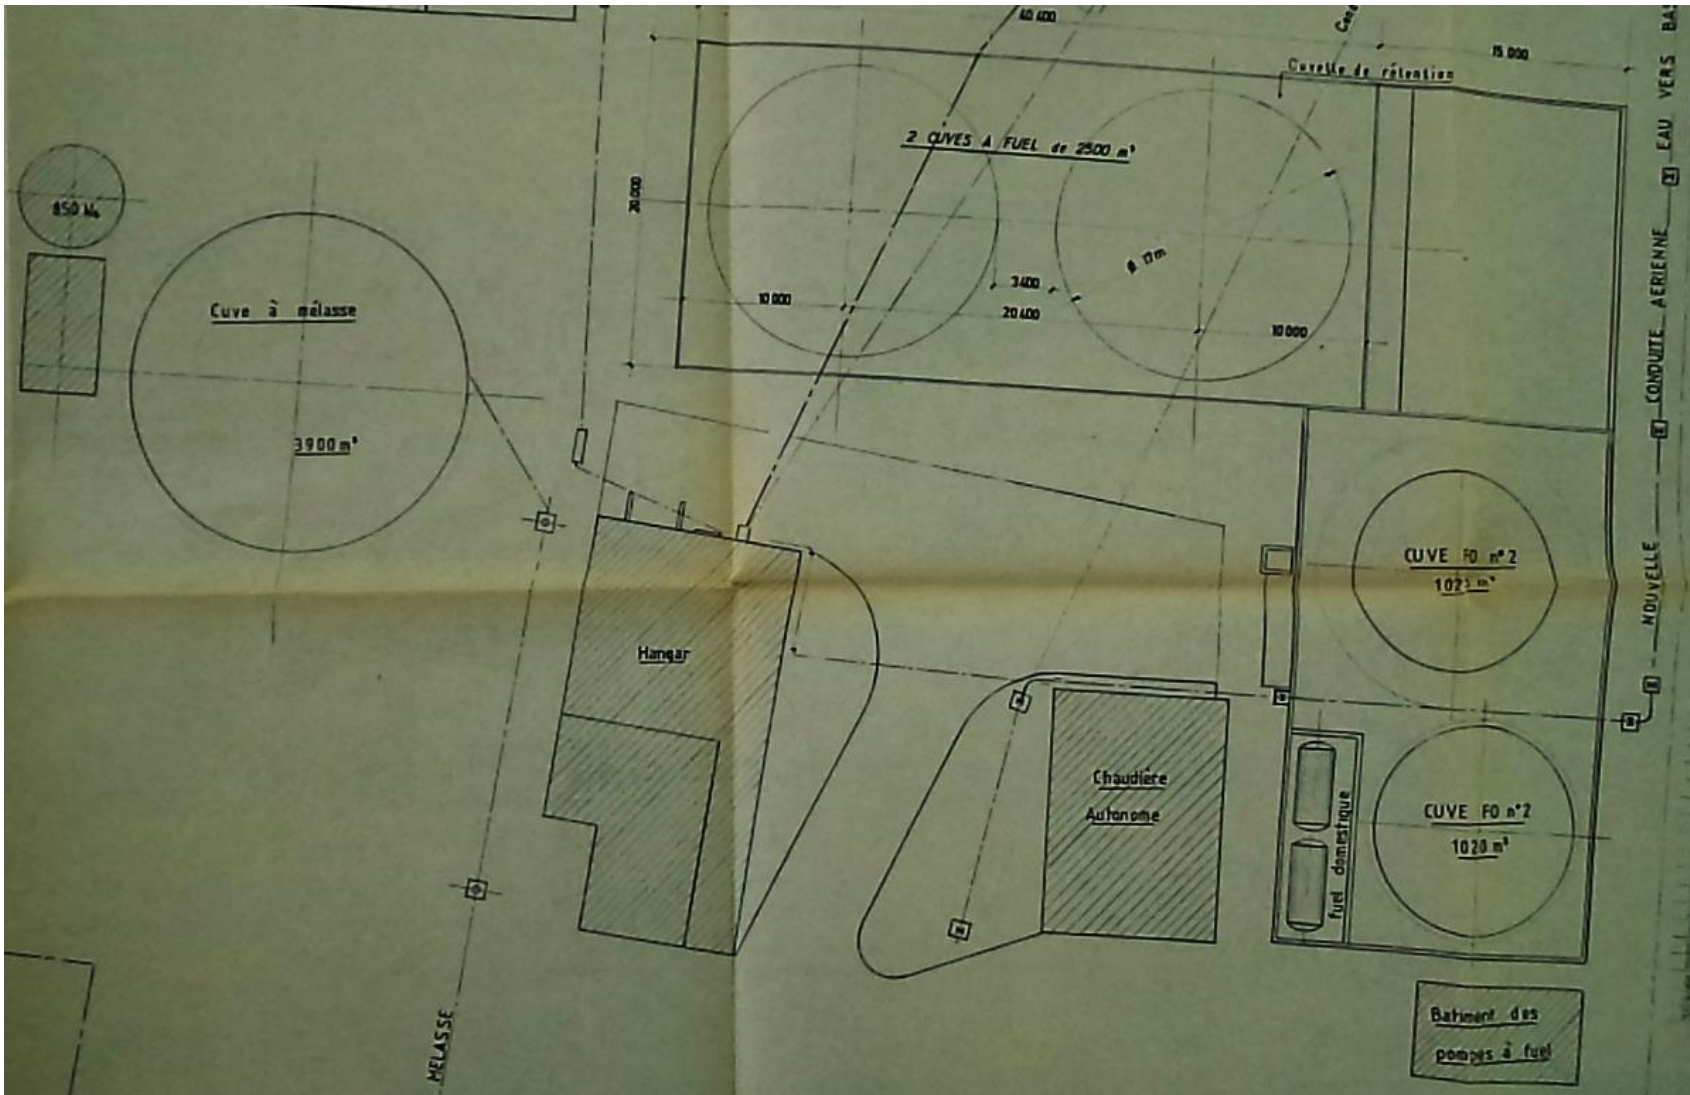 40 400
15 000
Cuvette de rétention
2 CUVES A FUEL de 2500 m³
20.000
Ø 17m
3400
10 000
20 400
10 000
850 M³
Cuve à mélasse
3900 m³
CUVE FO n° 2
Hangar
Chaudière
Autonome
CUVE FO n° 2
1020 m³
fuel domestique
Batiment des
pompes à fuel
MELASSE
NOUVELLE CONDUITE AERIENNE EAU VERS